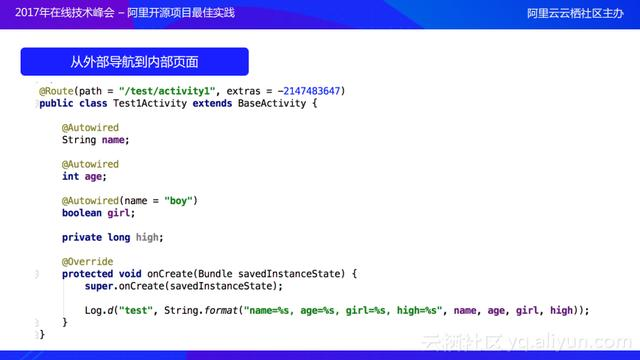 2017年在线技术峰会 – 阿里开源项目最佳实践
阿里云云栖社区主办
从外部导航到内部页面
@Route(path = "/test/activity1", extras = -2147483647)
public class Test1Activity extends BaseActivity {
@Autowired
String name;
@Autowired
int age;
@Autowired(name = "boy")
boolean girl;
private long high;
@Override
protected void onCreate(Bundle savedInstanceState) {
super.onCreate(savedInstanceState);
Log.d("test", String.format("name=%s, age=%s, girl=%s, high=%s", name, age, girl, high));
}
}
云栖社区 yq.aliyun.com